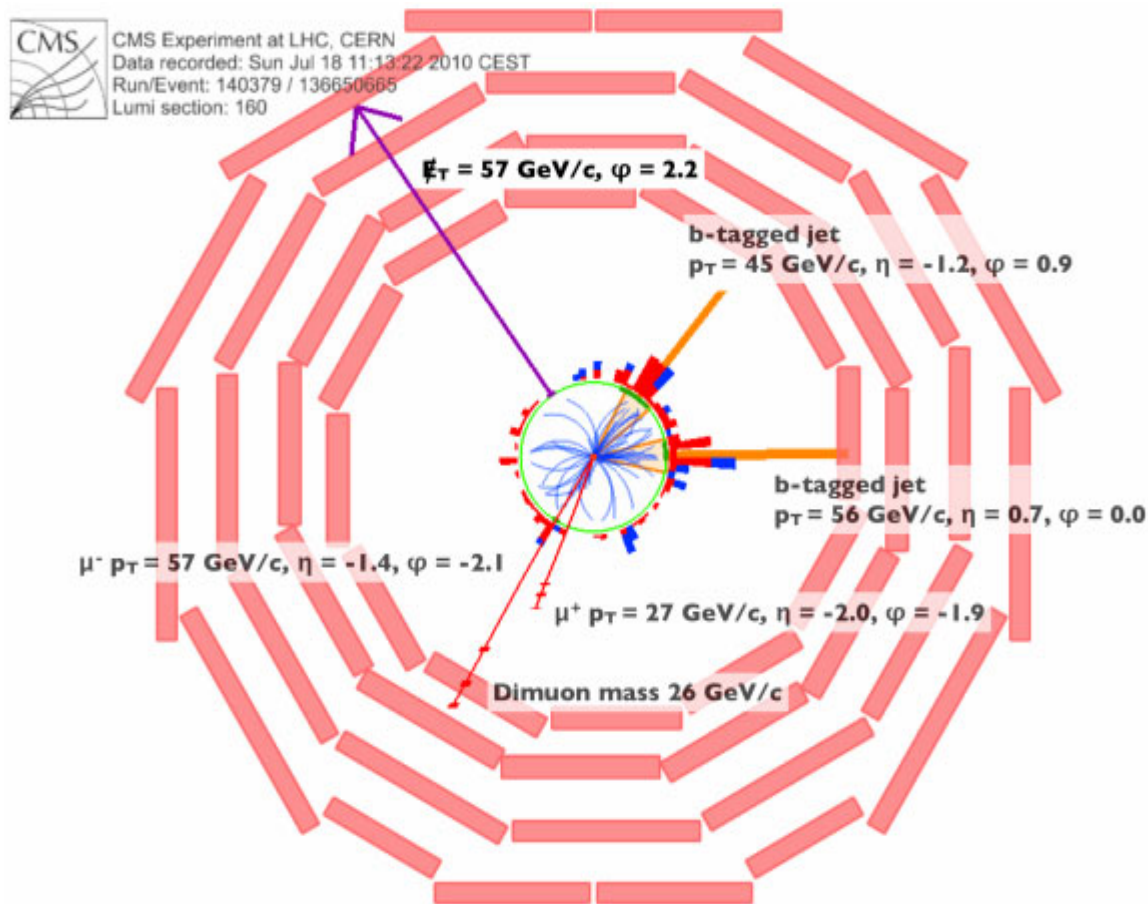 CMS
CMS Experiment at LHC, CERN
Data recorded: Sun Jul 18 11:13:22 2010 CEST
Run/Event: 140379 / 136650665
Lumi section: 160
E̸T = 57 GeV/c, φ = 2.2
b-tagged jet
pT = 45 GeV/c, η = -1.2, φ = 0.9
b-tagged jet
pT = 56 GeV/c, η = 0.7, φ = 0.0
μ- pT = 57 GeV/c, η = -1.4, φ = -2.1
μ+ pT = 27 GeV/c, η = -2.0, φ = -1.9
Dimuon mass 26 GeV/c